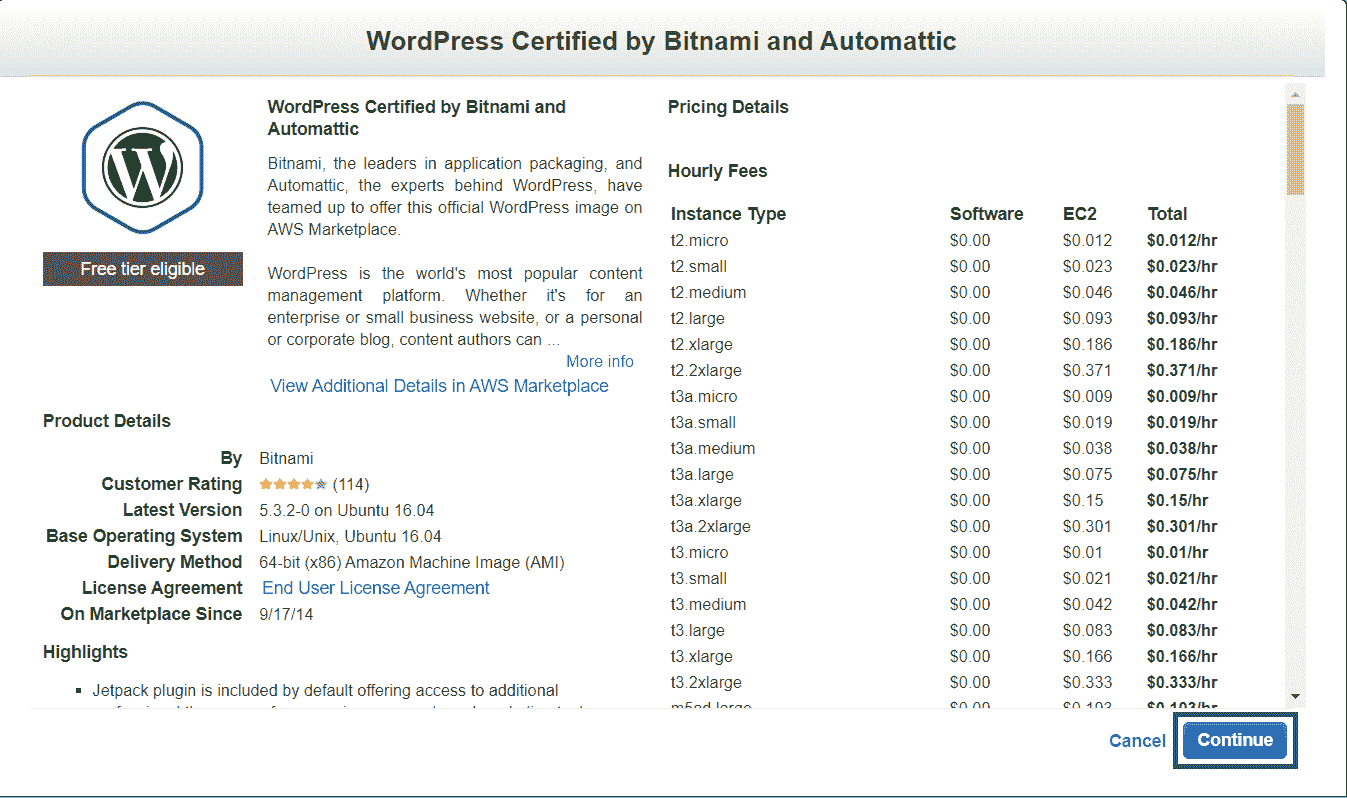 WordPress Certified by Bitnami and Automattic
Free tier eligible
WordPress Certified by Bitnami and
Automattic
Bitnami, the leaders in application packaging, and
Automattic, the experts behind WordPress, have
teamed up to offer this official WordPress image on
AWS Marketplace.
WordPress is the world's most popular content
management platform. Whether it's for an
enterprise or small business website, or a personal
or corporate blog, content authors can ...
More info
View Additional Details in AWS Marketplace
Product Details
By Bitnami
Customer Rating (114)
Latest Version 5.3.2-0 on Ubuntu 16.04
Base Operating System Linux/Unix, Ubuntu 16.04
Delivery Method 64-bit (x86) Amazon Machine Image (AMI)
License Agreement End User License Agreement
On Marketplace Since 9/17/14
Highlights
▪ Jetpack plugin is included by default offering access to additional
Pricing Details
Hourly Fees
Instance Type Software EC2 Total
t2.micro $0.00 $0.012 $0.012/hr
t2.small $0.00 $0.023 $0.023/hr
t2.medium $0.00 $0.046 $0.046/hr
t2.large $0.00 $0.093 $0.093/hr
t2.xlarge $0.00 $0.186 $0.186/hr
t2.2xlarge $0.00 $0.371 $0.371/hr
t3a.micro $0.00 $0.009 $0.009/hr
t3a.small $0.00 $0.019 $0.019/hr
t3a.medium $0.00 $0.038 $0.038/hr
t3a.large $0.00 $0.075 $0.075/hr
t3a.xlarge $0.00 $0.15 $0.15/hr
t3a.2xlarge $0.00 $0.301 $0.301/hr
t3.micro $0.00 $0.01 $0.01/hr
t3.small $0.00 $0.021 $0.021/hr
t3.medium $0.00 $0.042 $0.042/hr
t3.large $0.00 $0.083 $0.083/hr
t3.xlarge $0.00 $0.166 $0.166/hr
t3.2xlarge $0.00 $0.333 $0.333/hr
Cancel Continue